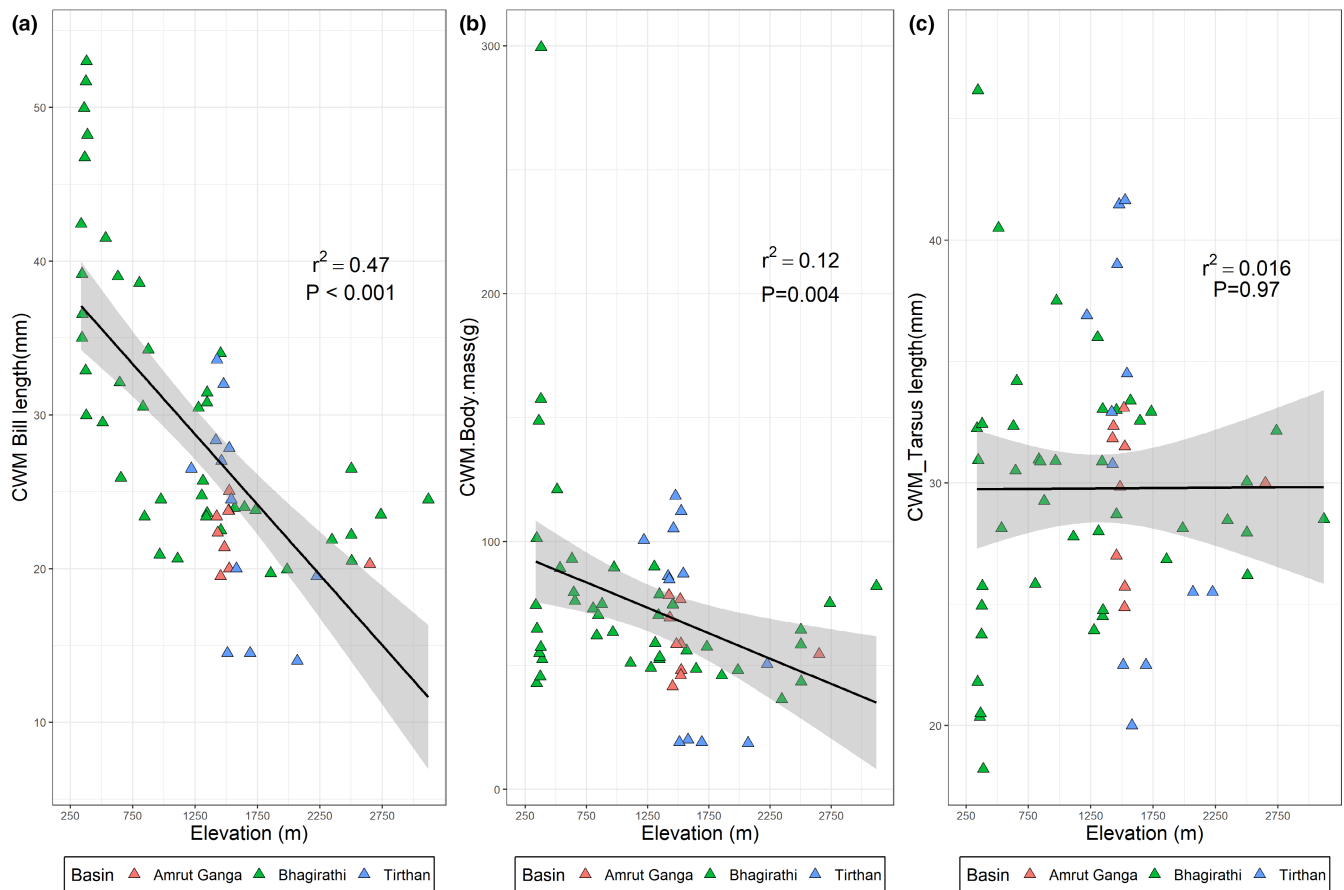 (a)
CWM Bill length(mm)
50
40
30
20
10
r² = 0.47
P < 0.001
250 750 1250 1750 2250 2750
Elevation (m)
Basin Amrut Ganga Bhagirathi Tirthan
(b)
CWM.Body.mass(g)
300
200
100
0
r² = 0.12
P=0.004
250 750 1250 1750 2250 2750
Elevation (m)
Basin Amrut Ganga Bhagirathi Tirthan
(c)
CWM_Tarsus length(mm)
40
30
20
r² = 0.016
P=0.97
250 750 1250 1750 2250 2750
Elevation (m)
Basin Amrut Ganga Bhagirathi Tirthan